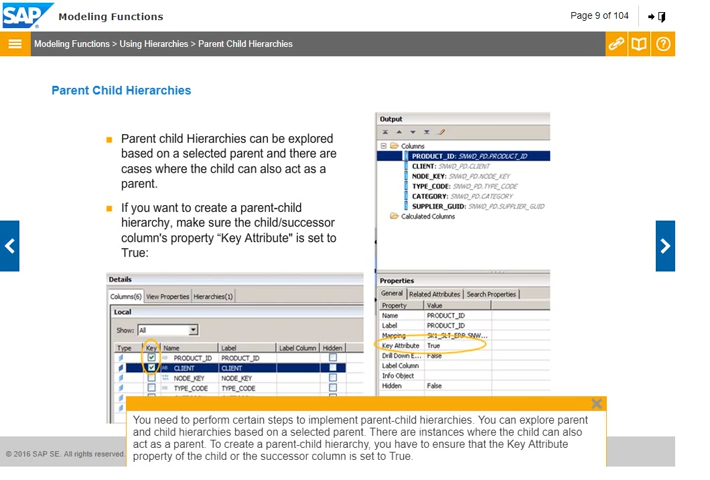 SAP
Modeling Functions
Page 9 of 104
Modeling Functions > Using Hierarchies > Parent Child Hierarchies
Parent Child Hierarchies
Parent child Hierarchies can be explored
based on a selected parent and there are
cases where the child can also act as a
parent.
If you want to create a parent-child
hierarchy, make sure the child/successor
column's property "Key Attribute" is set to
True:
Output
Columns
PRODUCT_ID: SNWD_PD.PRODUCT_ID
CLIENT: SNWD_PD.CLIENT
NODE_KEY: SNWD_PD.NODE_KEY
TYPE_CODE: SNWD_PD.TYPE_CODE
CATEGORY: SNWD_PD.CATEGORY
SUPPLIER_GUID: SNWD_PD.SUPPLIER_GUID
Calculated Columns
Details
Columns(6) View Properties Hierarchies(1)
Local
Show: All
Type Key Name Label Label Column Hidden
PRODUCT_ID PRODUCT_ID
CLIENT CLIENT
NODE_KEY NODE_KEY
TYPE_CODE TYPE_CODE
Properties
General Related Attributes Search Properties
Property Value
Name PRODUCT_ID
Label PRODUCT_ID
Mapping
Key Attribute True
Drill Down E... False
Label Column
Info Object
Hidden False
You need to perform certain steps to implement parent-child hierarchies. You can explore parent
and child hierarchies based on a selected parent. There are instances where the child can also
act as a parent. To create a parent-child hierarchy, you have to ensure that the Key Attribute
property of the child or the successor column is set to True.
© 2016 SAP SE. All rights reserved.